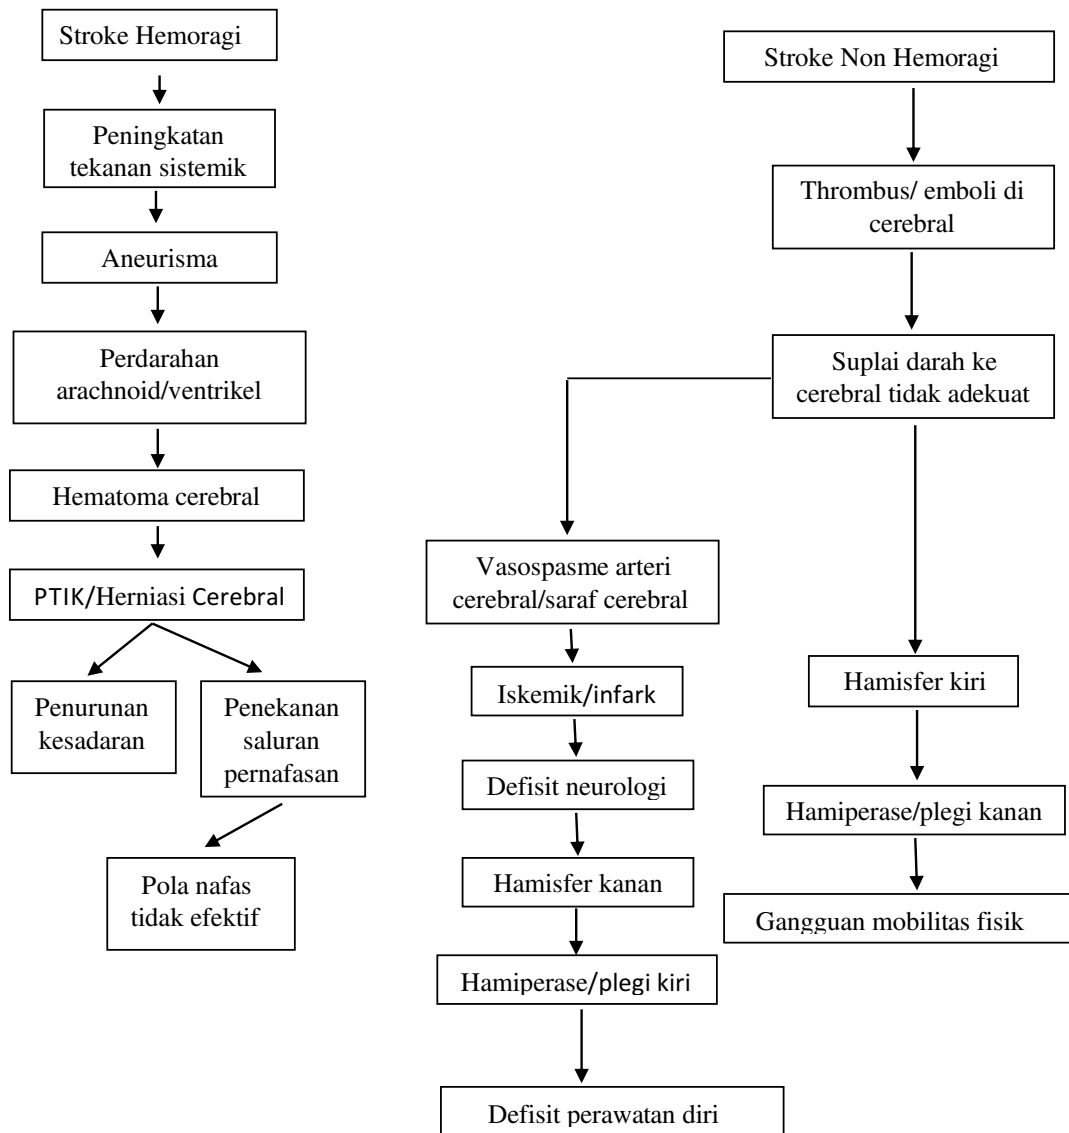 Stroke Hemoragi
Peningkatan
tekanan sistemik
Aneurisma
Perdarahan
arachnoid/ventrikel
Hematoma cerebral
PTIK/Herniasi Cerebral
Penurunan
kesadaran
Penekanan
saluran
pernafasan
Pola nafas
tidak efektif
Stroke Non Hemoragi
Thrombus/ emboli di
cerebral
Suplai darah ke
cerebral tidak adekuat
Vasospasme arteri
cerebral/saraf cerebral
Iskemik/infark
Defisit neurologi
Hamisfer kanan
Hamiperase/plegi kiri
Defisit perawatan diri
Hamisfer kiri
Hamiperase/plegi kanan
Gangguan mobilitas fisik